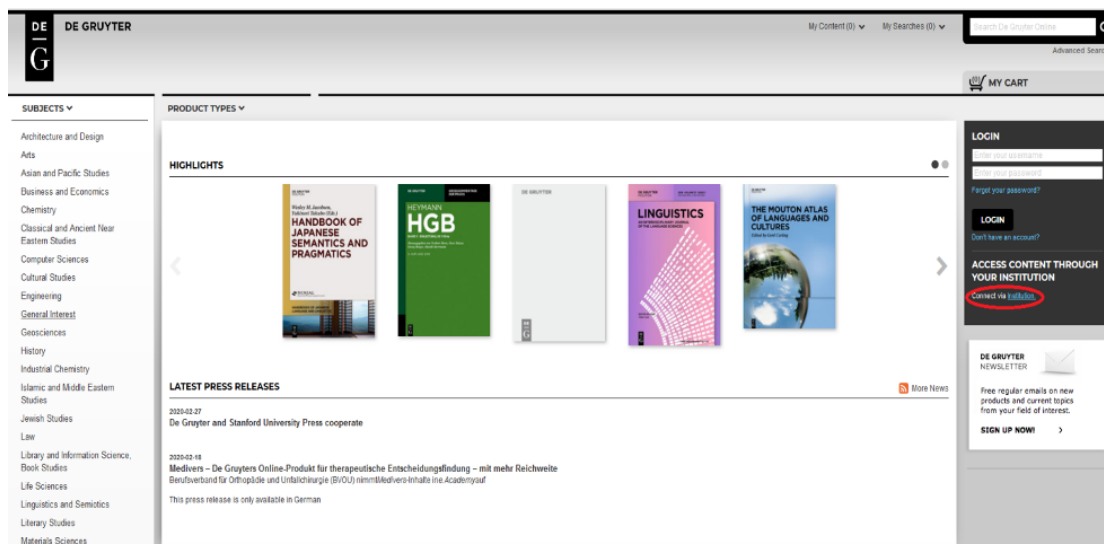 DE
G
DE GRUYTER
My Content (0)
My Searches (0)
Search De Gruyter Online
Advanced Sear
MY CART
SUBJECTS
PRODUCT TYPES
Architecture and Design
Arts
Asian and Pacific Studies
Business and Economics
Chemistry
Classical and Ancient Near
Eastern Studies
Computer Sciences
Cultural Studies
Engineering
General Interest
Geosciences
History
Industrial Chemistry
Islamic and Middle Eastern
Studies
Jewish Studies
Law
Library and Information Science,
Book Studies
Life Sciences
Linguistics and Semiotics
Literary Studies
Materials Sciences
HIGHLIGHTS
HANDBOOK OF
JAPANESE
SEMANTICS AND
PRAGMATICS
DE GRUYTER
HEYMANN
HGB
DE GRUYTER
LINGUISTICS
THE MOUTON ATLAS
OF LANGUAGES AND
CULTURES
LATEST PRESS RELEASES
More News
2020-02-27
De Gruyter and Stanford University Press cooperate
2020-02-18
Medivers – De Gruyters Online-Produkt für therapeutische Entscheidungsfindung – mit mehr Reichweite
Berufsverband für Orthopädie und Unfallchirurgie (BVOU) nimmtMedivers-Inhalte ine.Academyauf
This press release is only available in German
LOGIN
Enter your username
Enter your password
Forgot your password?
LOGIN
Don't have an account?
ACCESS CONTENT THROUGH
YOUR INSTITUTION
Connect via Institution.
DE GRUYTER
NEWSLETTER
Free regular emails on new
products and current topics
from your field of interest.
SIGN UP NOW!